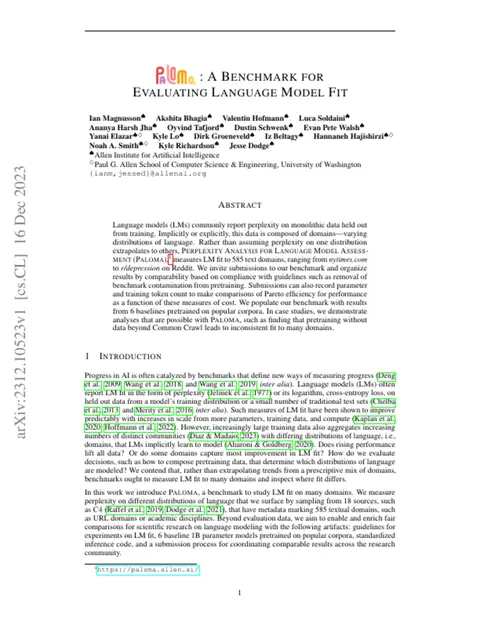 PALOMA : A BENCHMARK FOR
EVALUATING LANGUAGE MODEL FIT
Ian Magnusson♠ Akshita Bhagia♠ Valentin Hofmann♠ Luca Soldaini♠
Ananya Harsh Jha♠ Oyvind Tafjord♠ Dustin Schwenk♠ Evan Pete Walsh♠
Yanai Elazar♠♢ Kyle Lo♠ Dirk Groeneveld♠ Iz Beltagy♠ Hannaneh Hajishirzi♠♢
Noah A. Smith♠♢ Kyle Richardson♠ Jesse Dodge♠
♠Allen Institute for Artificial Intelligence
♢Paul G. Allen School of Computer Science & Engineering, University of Washington
{ianm,jessed}@allenai.org
ABSTRACT
Language models (LMs) commonly report perplexity on monolithic data held out
from training. Implicitly or explicitly, this data is composed of domains—varying
distributions of language. Rather than assuming perplexity on one distribution
extrapolates to others, PERPLEXITY ANALYSIS FOR LANGUAGE MODEL ASSESS-
MENT (PALOMA), measures LM fit to 585 text domains, ranging from nytimes.com
to r/depression on Reddit. We invite submissions to our benchmark and organize
results by comparability based on compliance with guidelines such as removal of
benchmark contamination from pretraining. Submissions can also record parameter
and training token count to make comparisons of Pareto efficiency for performance
as a function of these measures of cost. We populate our benchmark with results
from 6 baselines pretrained on popular corpora. In case studies, we demonstrate
analyses that are possible with PALOMA, such as finding that pretraining without
data beyond Common Crawl leads to inconsistent fit to many domains.
1 INTRODUCTION
Progress in AI is often catalyzed by benchmarks that define new ways of measuring progress (Deng
et al., 2009, Wang et al., 2018, and Wang et al., 2019 inter alia). Language models (LMs) often
report LM fit in the form of perplexity (Jelinek et al., 1977) or its logarithm, cross-entropy loss, on
held out data from a model's training distribution or a small number of traditional test sets (Chelba
et al., 2013, and Merity et al., 2016, inter alia). Such measures of LM fit have been shown to improve
predictably with increases in scale from more parameters, training data, and compute (Kaplan et al.,
2020; Hoffmann et al., 2022). However, increasingly large training data also aggregates increasing
numbers of distinct communities (Diaz & Madaio, 2023) with differing distributions of language, i.e.,
domains, that LMs implicitly learn to model (Aharoni & Goldberg, 2020). Does rising performance
lift all data? Or do some domains capture most improvement in LM fit? How do we evaluate
decisions, such as how to compose pretraining data, that determine which distributions of language
are modeled? We contend that, rather than extrapolating trends from a prescriptive mix of domains,
benchmarks ought to measure LM fit to many domains and inspect where fit differs.
In this work we introduce PALOMA, a benchmark to study LM fit on many domains. We measure
perplexity on different distributions of language that we surface by sampling from 18 sources, such
as C4 (Raffel et al., 2019; Dodge et al., 2021), that have metadata marking 585 textual domains, such
as URL domains or academic disciplines. Beyond evaluation data, we aim to enable and enrich fair
comparisons for scientific research on language modeling with the following artifacts: guidelines for
experiments on LM fit, 6 baseline 1B parameter models pretrained on popular corpora, standardized
inference code, and a submission process for coordinating comparable results across the research
community.
https://paloma.allen.ai/
1
arXiv:2312.10523v1 [cs.CL] 16 Dec 2023